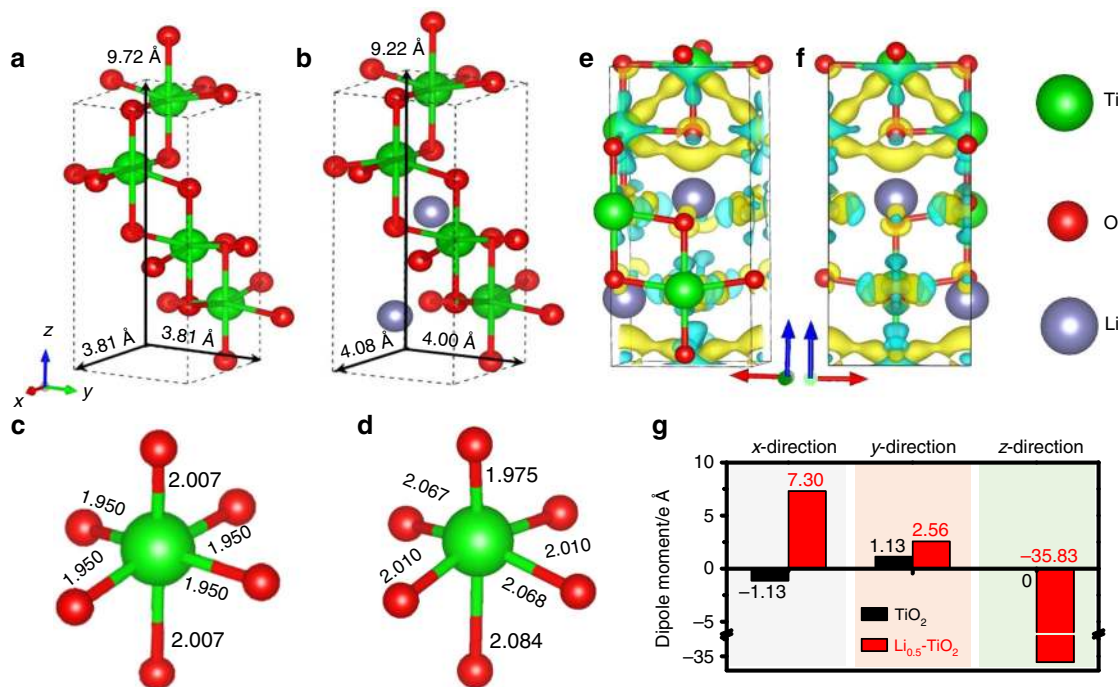 a
9.72 Å
3.81 Å
3.81 Å
z
x
y
b
9.22 Å
4.08 Å
4.00 Å
e
f
Ti
O
Li
c
2.007
1.950
1.950
1.950
1.950
2.007
d
1.975
2.067
2.010
2.010
2.068
2.084
g
x-direction y-direction z-direction
Dipole moment/e Å
10
5
0
−5
−35
7.30
−1.13
1.13
2.56
−35.83
0
TiO₂
Li₀.₅-TiO₂